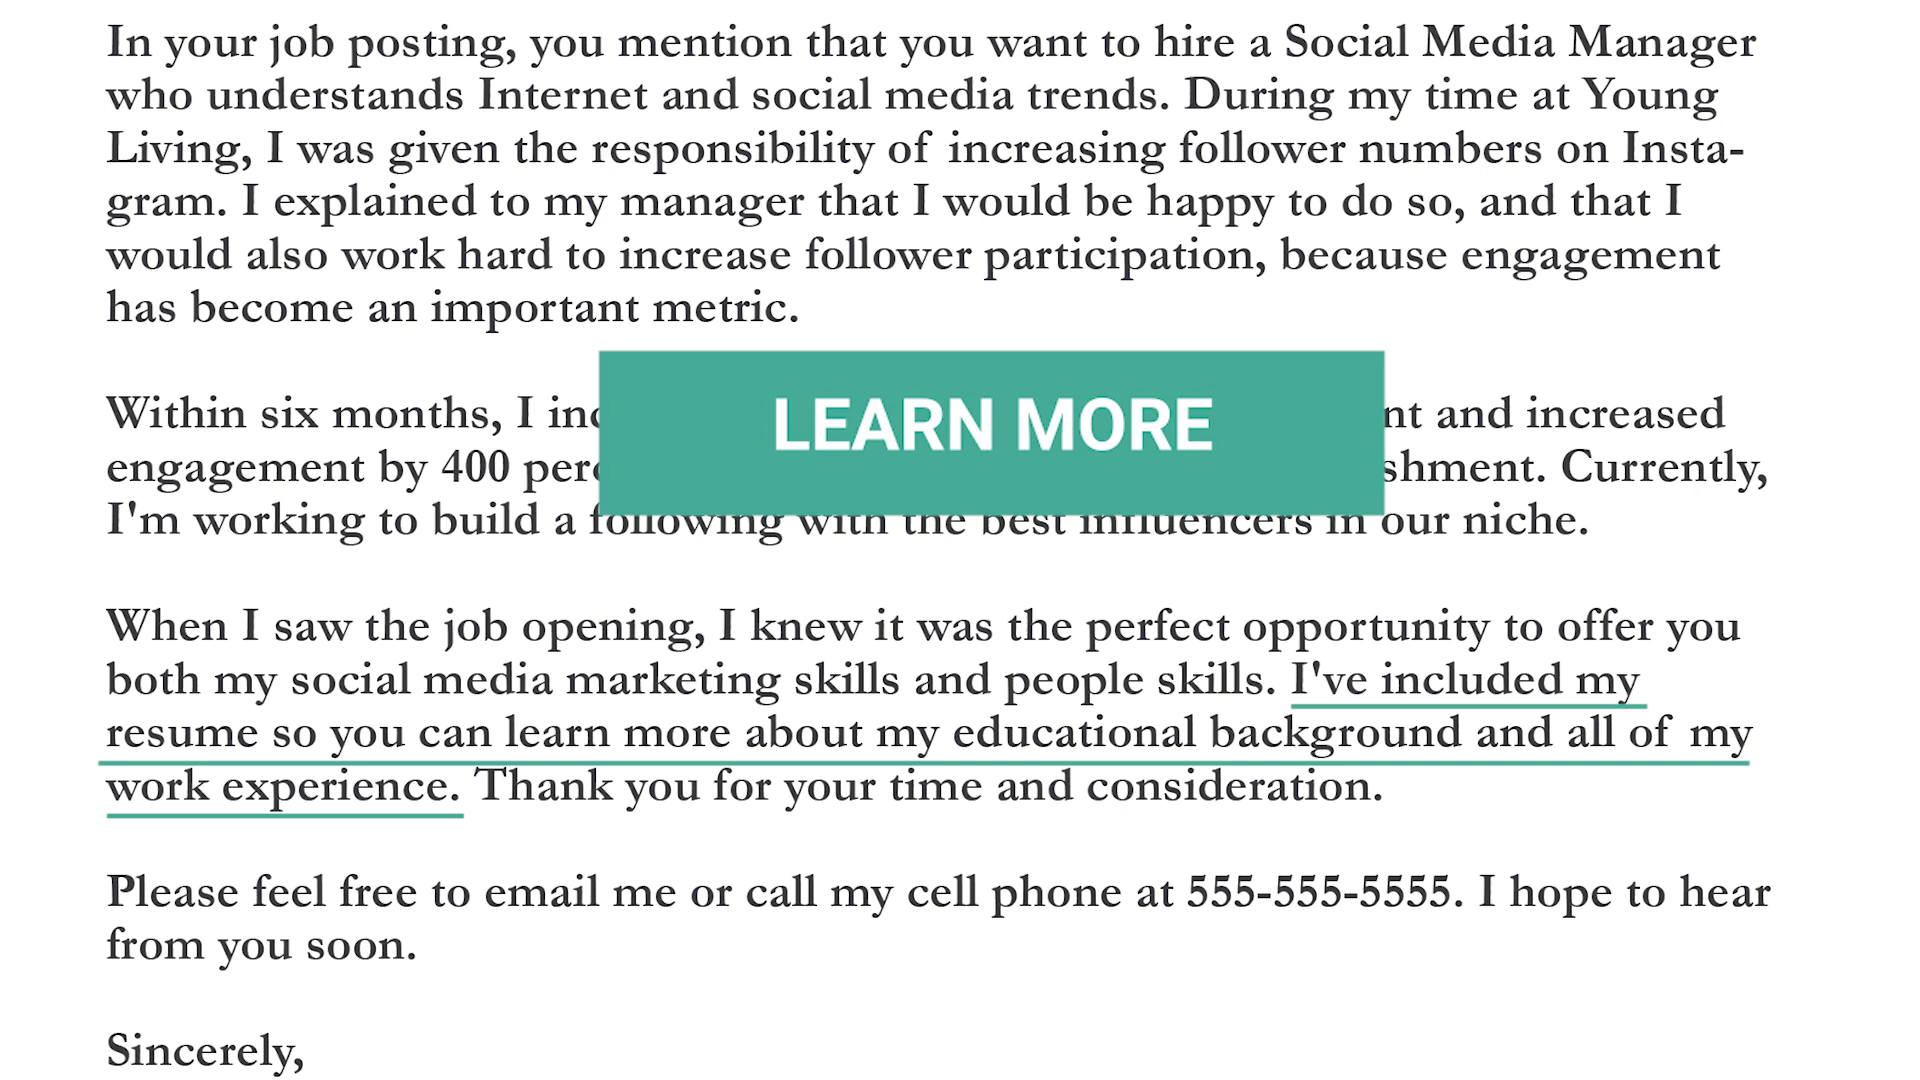 In your job posting, you mention that you want to hire a Social Media Manager
who understands Internet and social media trends. During my time at Young
Living, I was given the responsibility of increasing follower numbers on Insta-
gram. I explained to my manager that I would be happy to do so, and that I
would also work hard to increase follower participation, because engagement
has become an important metric.
LEARN MORE
Within six months, I and increased
engagement by 400 Currently,
I'm working to build a following with the best influencers in our niche.
When I saw the job opening, I knew it was the perfect opportunity to offer you
both my social media marketing skills and people skills. I've included my
resume so you can learn more about my educational background and all of my
work experience. Thank you for your time and consideration.
Please feel free to email me or call my cell phone at 555-555-5555. I hope to hear
from you soon.
Sincerely,